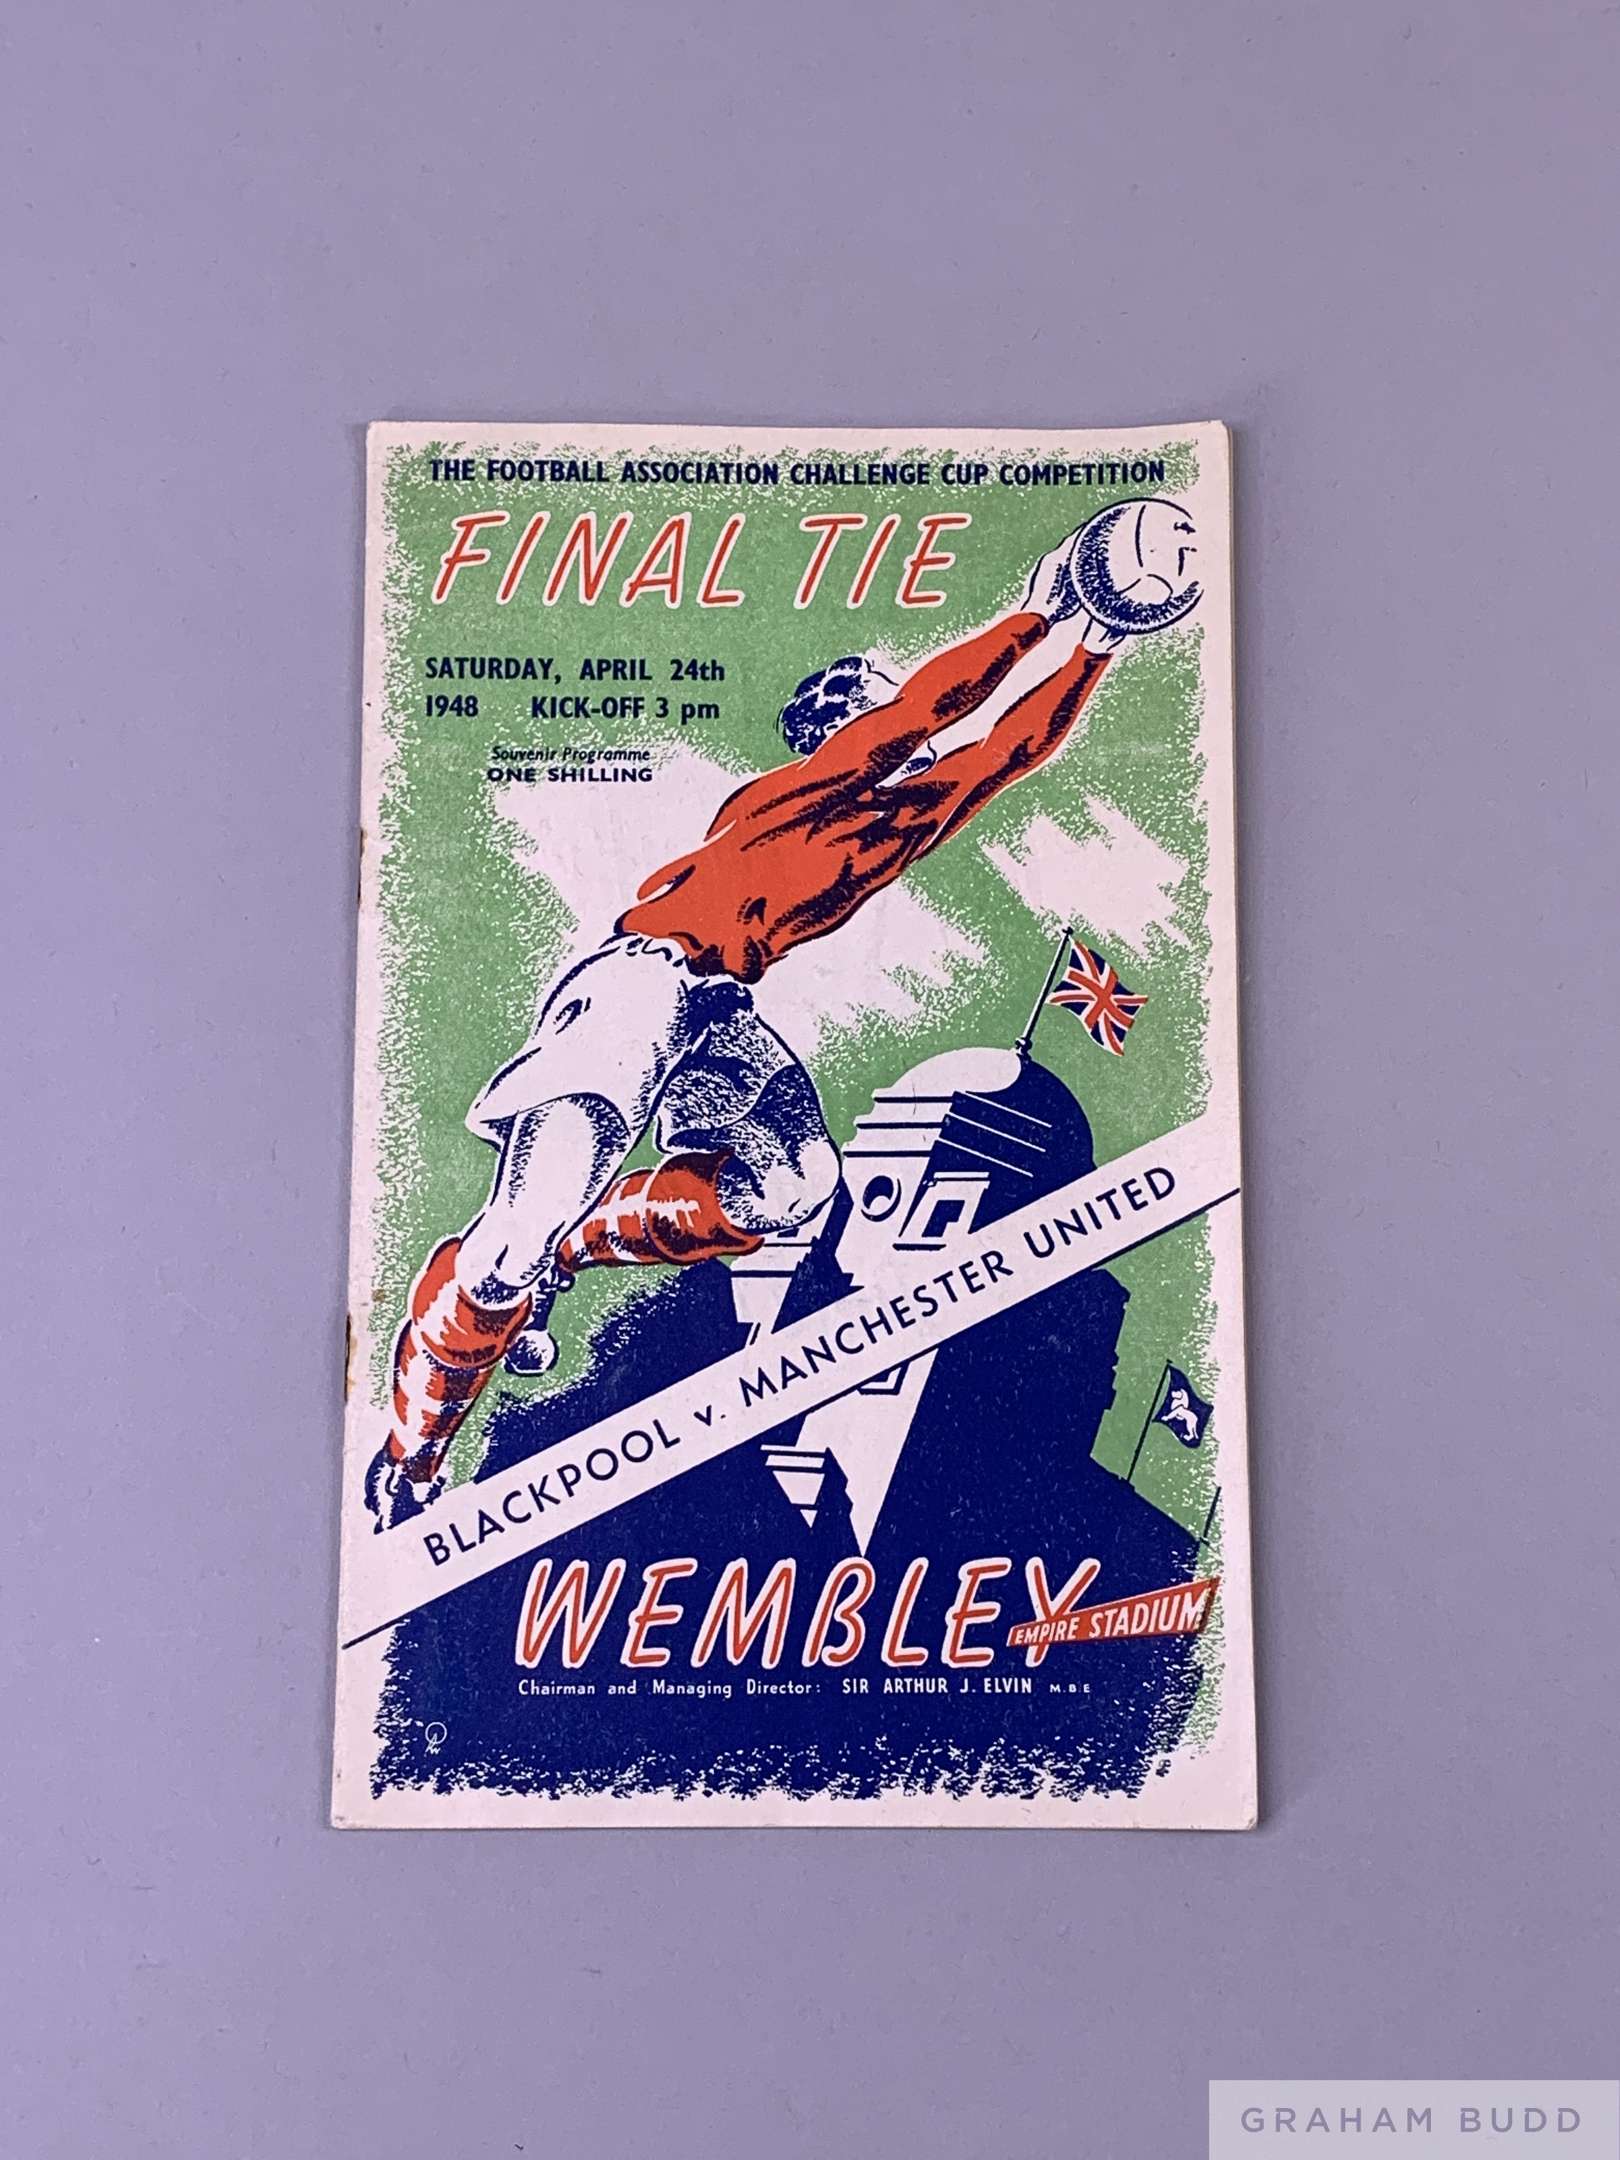 THE FOOTBALL ASSOCIATION CHALLENGE CUP COMPETITION
FINAL TIE
SATURDAY, APRIL 24th
1948 KICK-OFF 3 pm
Souvenir Programme
ONE SHILLING
BLACKPOOL v. MANCHESTER UNITED
WEMBLEY
EMPIRE STADIUM
Chairman and Managing Director: SIR ARTHUR J. ELVIN M.B.E
GRAHAM BUDD